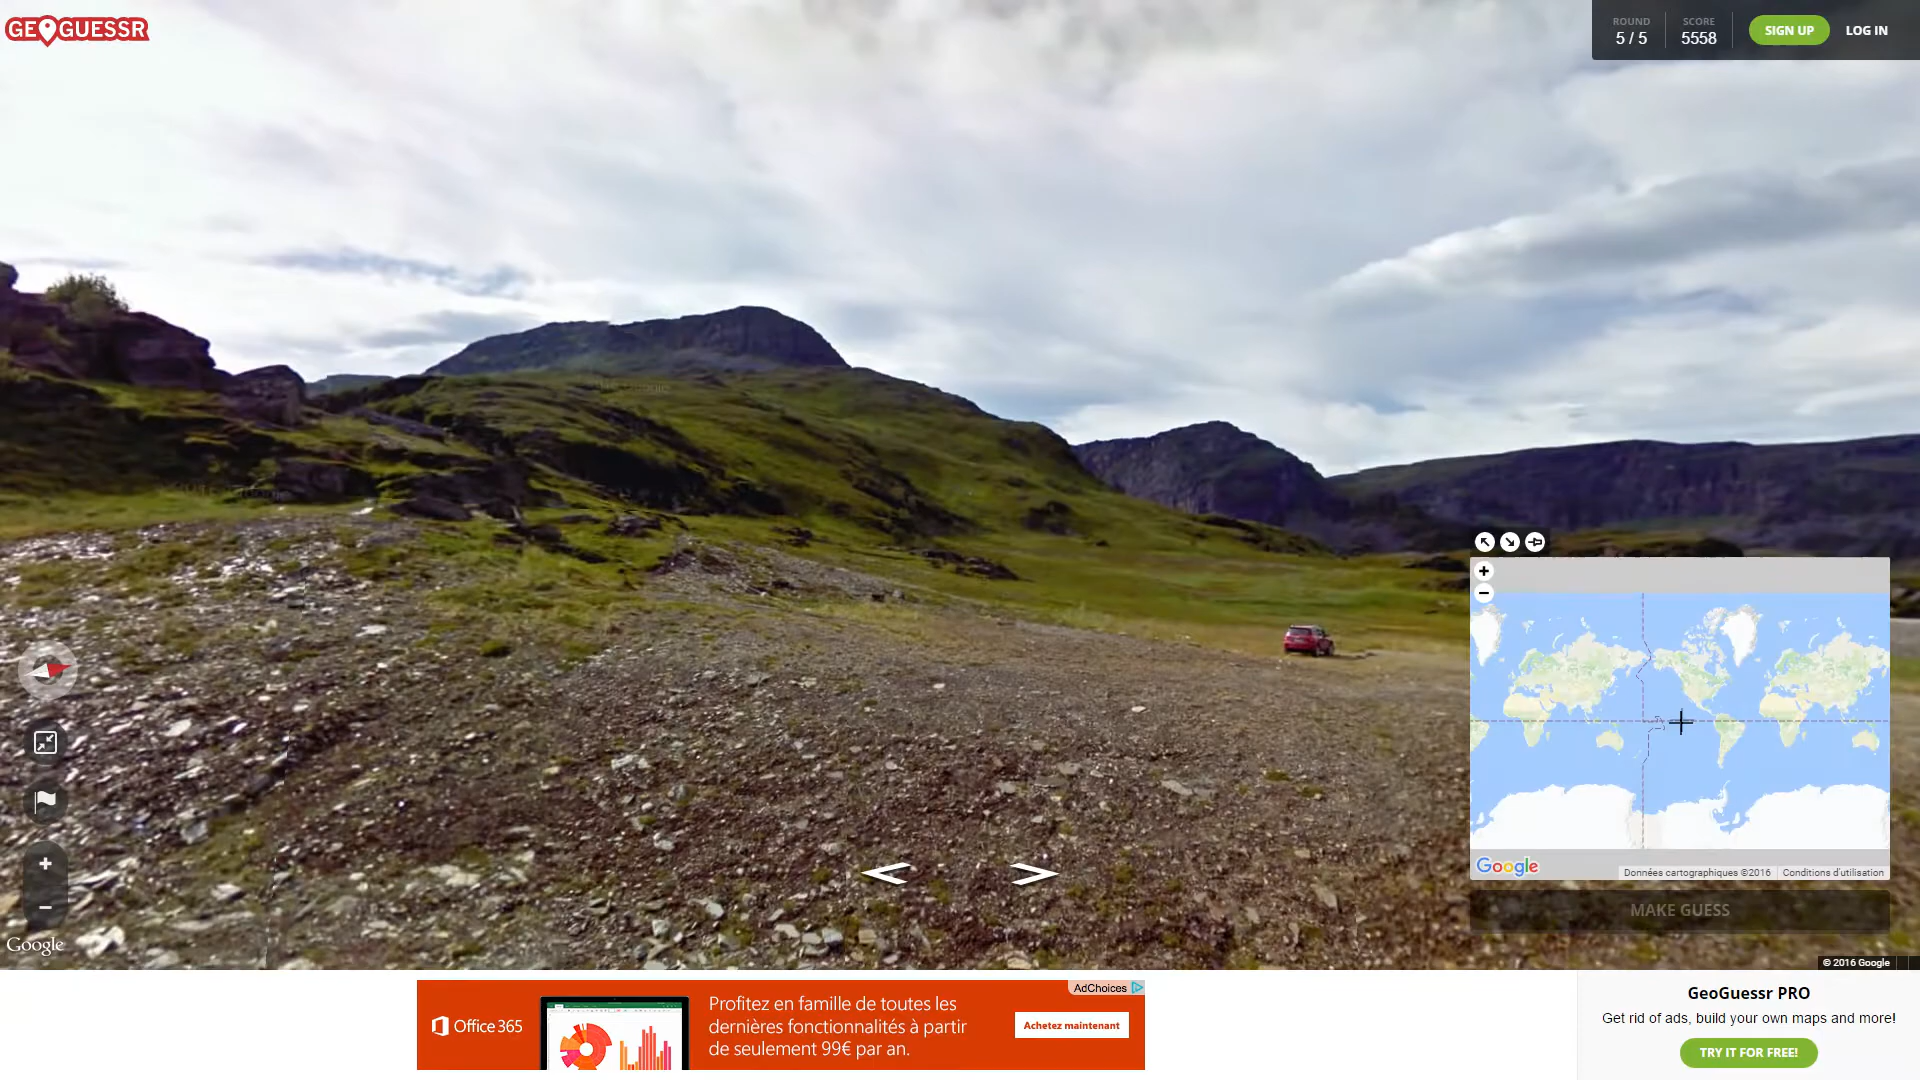 GEOGUESSR
ROUND
5 / 5
SCORE
5558
SIGN UP
LOG IN
Google
Données cartographiques ©2016
Conditions d'utilisation
MAKE GUESS
Google
© 2016 Google
Office 365
Profitez en famille de toutes les
dernières fonctionnalités à partir
de seulement 99€ par an.
AdChoices
Achetez maintenant
GeoGuessr PRO
Get rid of ads, build your own maps and more!
TRY IT FOR FREE!